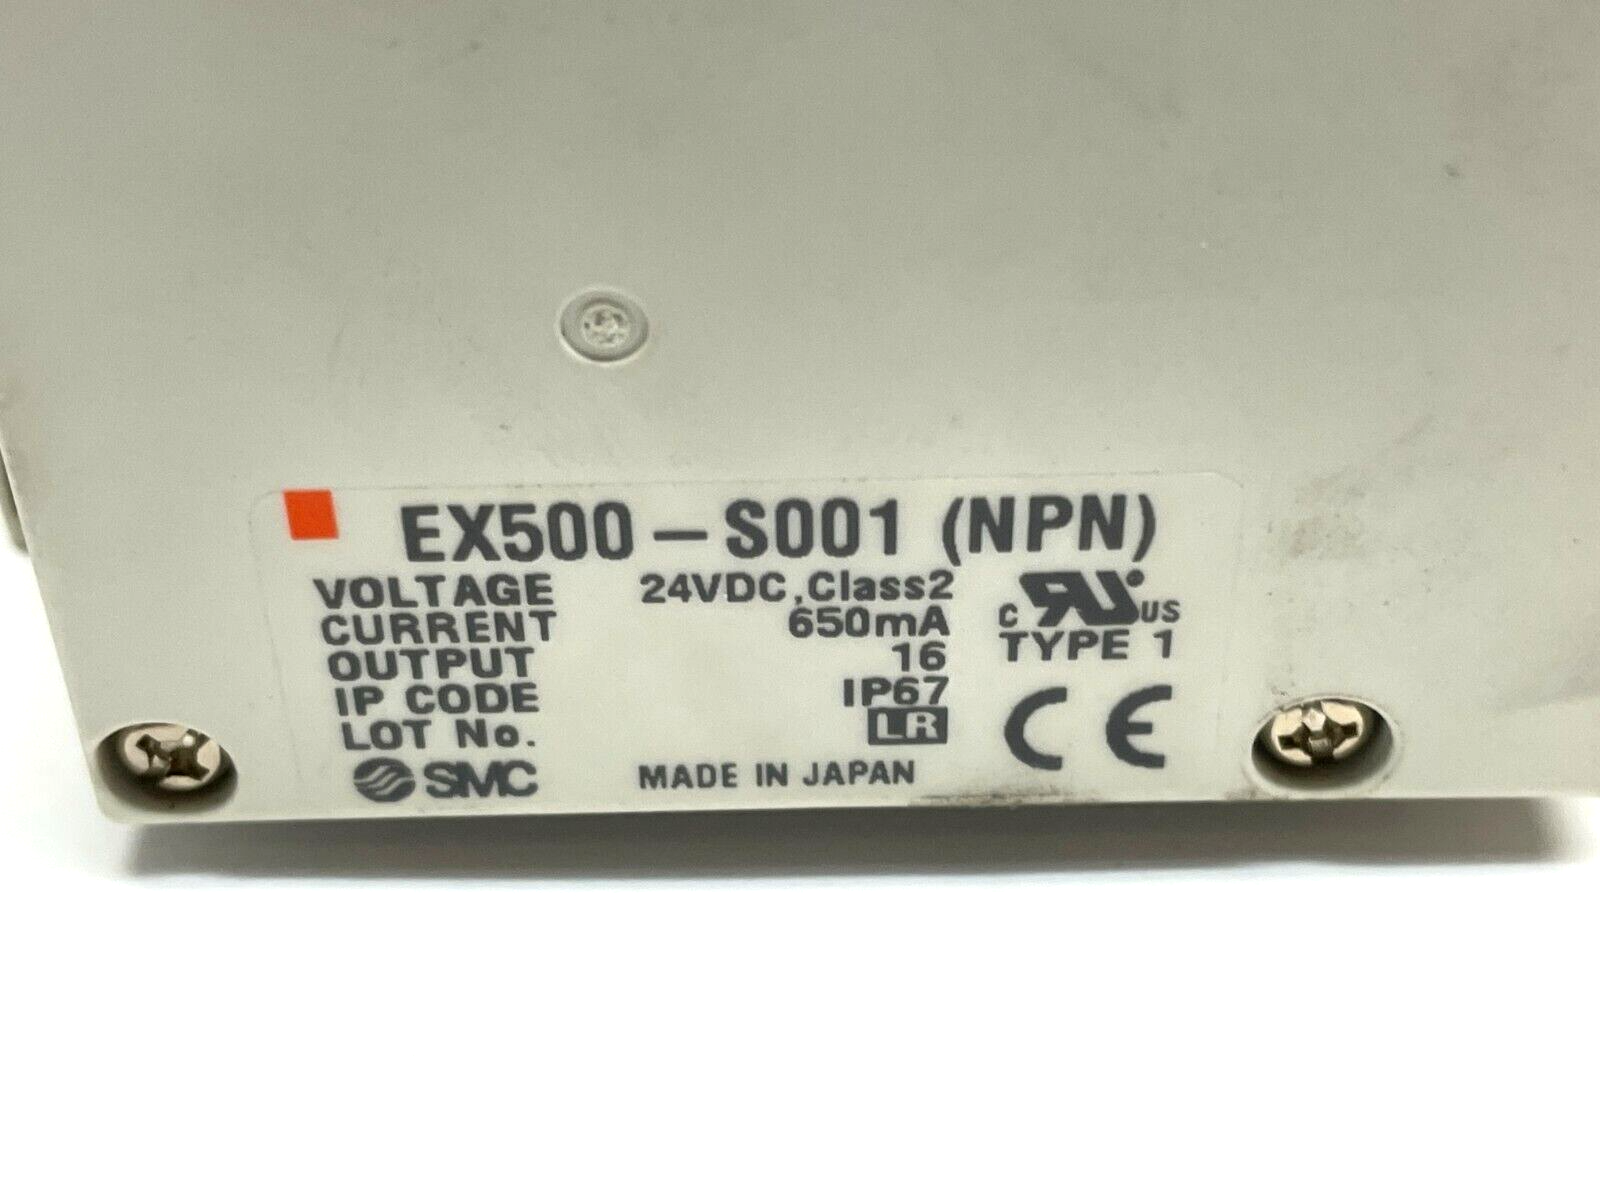 EX500-S001 (NPN)
VOLTAGE 24VDC,Class2
CURRENT 650mA
OUTPUT 16
IP CODE IP67
LOT No. LR
c RU US
TYPE 1
CE
SMC MADE IN JAPAN